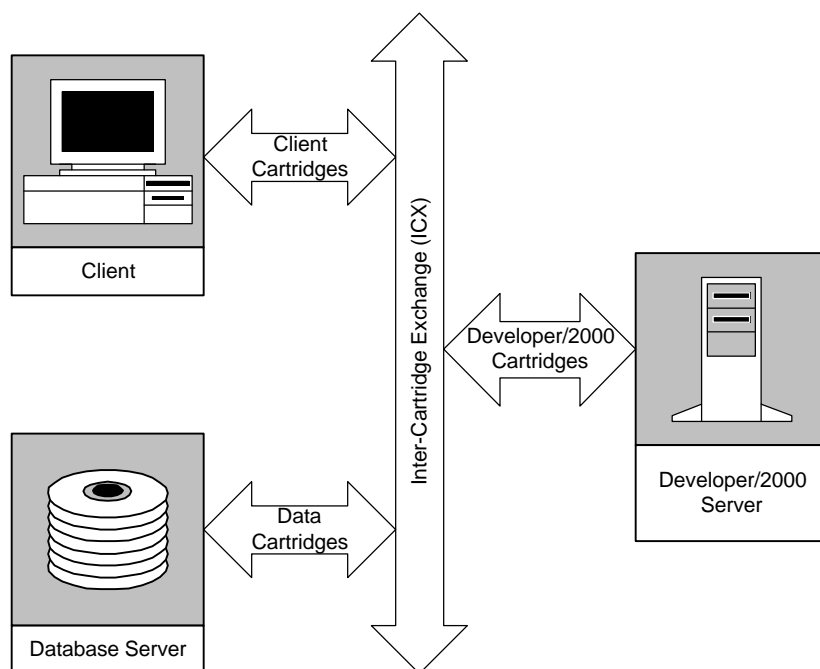 Client
Cartridges
Client
Inter-Cartridge Exchange (ICX)
Developer/2000
Cartridges
Developer/2000
Server
Data
Cartridges
Database Server